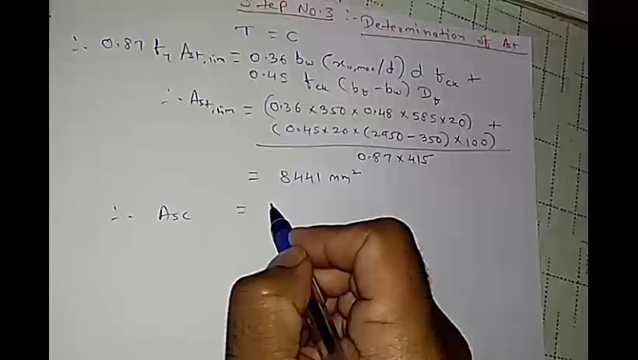 Step No.3 :- Determination of Ast
T = C
∴ 0.87 fy Ast,lim = 0.36 bw (xu,max/d) d fck +
0.45 fck (bf - bw) Df
∴ Ast,lim = (0.36 × 350 × 0.48 × 585 × 20) +
(0.45 × 20 × (2950 - 350) × 100)
0.87 × 415
= 8441 mm²
∴ Asc =